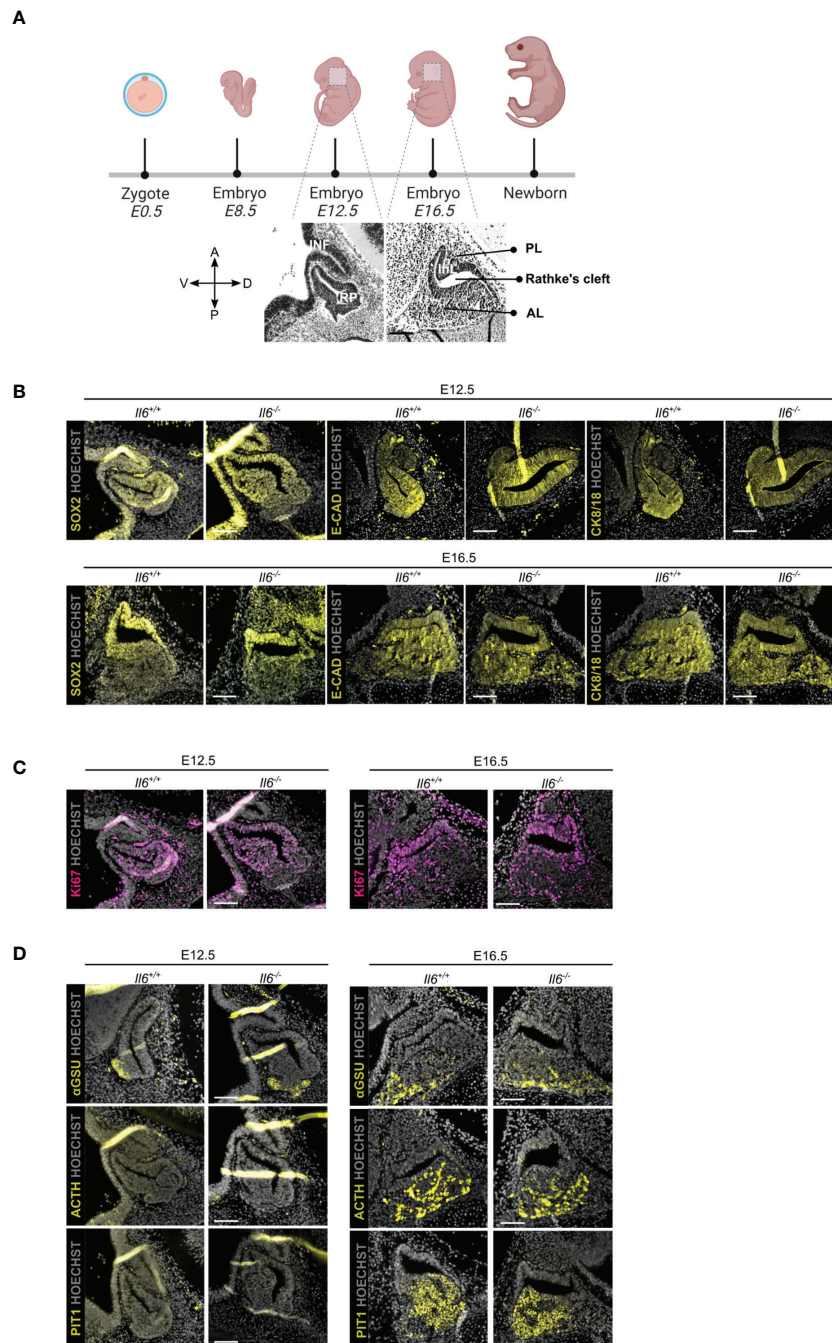 A
Zygote
E0.5
Embryo
E8.5
Embryo
E12.5
Embryo
E16.5
Newborn
A
V
D
P
INF
RP
InL
PL
Rathke's cleft
AL
B
E12.5
Il6+/+
Il6-/-
Il6+/+
Il6-/-
Il6+/+
Il6-/-
SOX2 HOECHST
E-CAD HOECHST
CK8/18 HOECHST
E16.5
Il6+/+
Il6-/-
Il6+/+
Il6-/-
Il6+/+
Il6-/-
SOX2 HOECHST
E-CAD HOECHST
CK8/18 HOECHST
C
E12.5
E16.5
Il6+/+
Il6-/-
Il6+/+
Il6-/-
Ki67 HOECHST
Ki67 HOECHST
D
E12.5
E16.5
Il6+/+
Il6-/-
Il6+/+
Il6-/-
αGSU HOECHST
αGSU HOECHST
ACTH HOECHST
ACTH HOECHST
PIT1 HOECHST
PIT1 HOECHST